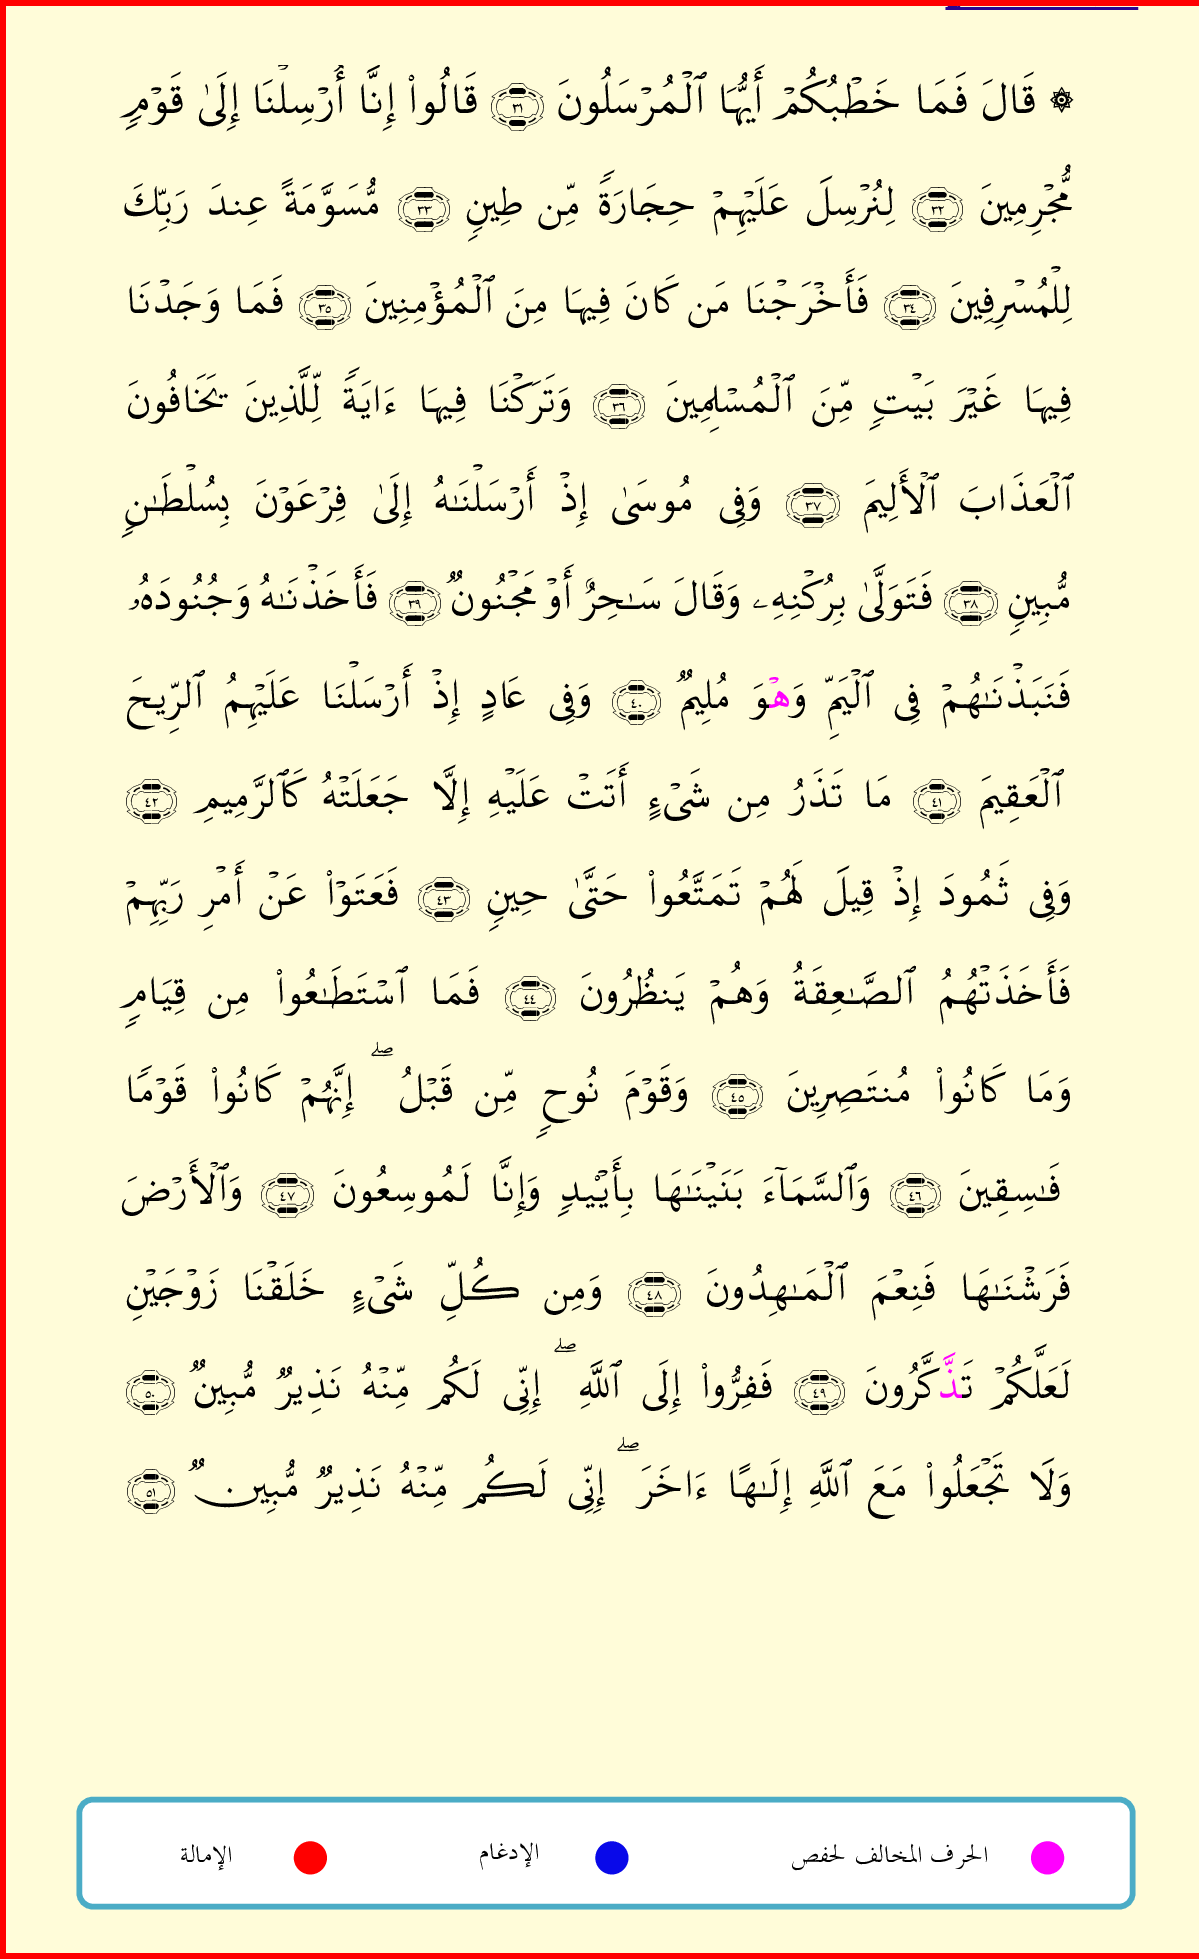 ۞ قَالَ فَمَا خَطۡبُكُمۡ أَيُّهَا ٱلۡمُرۡسَلُونَ ٣١ قَالُوٓاْ إِنَّآ أُرۡسِلۡنَآ إِلَىٰ قَوۡمٖ
مُّجۡرِمِينَ ٣٢ لِنُرۡسِلَ عَلَيۡهِمۡ حِجَارَةٗ مِّن طِينٖ ٣٣ مُّسَوَّمَةً عِندَ رَبِّكَ
لِلۡمُسۡرِفِينَ ٣٤ فَأَخۡرَجۡنَا مَن كَانَ فِيهَا مِنَ ٱلۡمُؤۡمِنِينَ ٣٥ فَمَا وَجَدۡنَا
فِيهَا غَيۡرَ بَيۡتٖ مِّنَ ٱلۡمُسۡلِمِينَ ٣٦ وَتَرَكۡنَا فِيهَآ ءَايَةٗ لِّلَّذِينَ يَخَافُونَ
ٱلۡعَذَابَ ٱلۡأَلِيمَ ٣٧ وَفِي مُوسَىٰٓ إِذۡ أَرۡسَلۡنَٰهُ إِلَىٰ فِرۡعَوۡنَ بِسُلۡطَٰنٖ
مُّبِينٖ ٣٨ فَتَوَلَّىٰ بِرُكۡنِهِۦ وَقَالَ سَٰحِرٌ أَوۡ مَجۡنُونٞ ٣٩ فَأَخَذۡنَٰهُ وَجُنُودَهُۥ
فَنَبَذۡنَٰهُمۡ فِي ٱلۡيَمِّ وَهۡوَ مُلِيمٞ ٤٠ وَفِي عَادٍ إِذۡ أَرۡسَلۡنَا عَلَيۡهِمُ ٱلرِّيحَ
ٱلۡعَقِيمَ ٤١ مَا تَذَرُ مِن شَيۡءٍ أَتَتۡ عَلَيۡهِ إِلَّا جَعَلَتۡهُ كَٱلرَّمِيمِ ٤٢
وَفِي ثَمُودَ إِذۡ قِيلَ لَهُمۡ تَمَتَّعُواْ حَتَّىٰ حِينٖ ٤٣ فَعَتَوۡاْ عَنۡ أَمۡرِ رَبِّهِمۡ
فَأَخَذَتۡهُمُ ٱلصَّٰعِقَةُ وَهُمۡ يَنظُرُونَ ٤٤ فَمَا ٱسۡتَطَٰعُواْ مِن قِيَامٖ
وَمَا كَانُواْ مُنتَصِرِينَ ٤٥ وَقَوۡمَ نُوحٖ مِّن قَبۡلُۖ إِنَّهُمۡ كَانُواْ قَوۡمٗا
فَٰسِقِينَ ٤٦ وَٱلسَّمَآءَ بَنَيۡنَٰهَا بِأَيۡيْدٖ وَإِنَّا لَمُوسِعُونَ ٤٧ وَٱلۡأَرۡضَ
فَرَشۡنَٰهَا فَنِعۡمَ ٱلۡمَٰهِدُونَ ٤٨ وَمِن كُلِّ شَيۡءٍ خَلَقۡنَا زَوۡجَيۡنِ
لَعَلَّكُمۡ تَذَّكَّرُونَ ٤٩ فَفِرُّوٓاْ إِلَى ٱللَّهِۖ إِنِّي لَكُم مِّنۡهُ نَذِيرٞ مُّبِينٞ ٥٠
وَلَا تَجۡعَلُواْ مَعَ ٱللَّهِ إِلَٰهًا ءَاخَرَۖ إِنِّي لَكُم مِّنۡهُ نَذِيرٞ مُّبِينٞ ٥١
الحرف المخالف لحفص
الإدغام
الإمالة